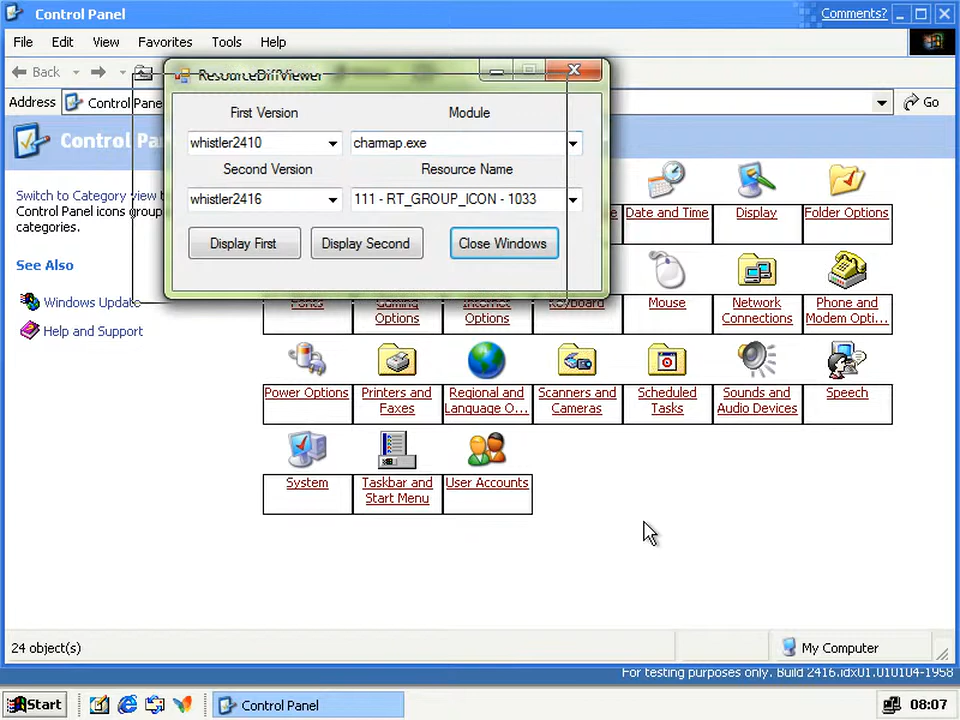 Control Panel
Comments?
File Edit View Favorites Tools Help
Back
ResourceDiffViewer
Address Control Pane
Go
First Version Module
whistler2410 charmap.exe
Second Version Resource Name
whistler2416 111 - RT_GROUP_ICON - 1033
Display First Display Second Close Windows
Control Pa
Switch to Category view
Control Panel icons group
categories.
See Also
Windows Update
Help and Support
Date and Time Display Folder Options
Fonts Gaming Options Internet Options Keyboard Mouse Network Connections Phone and Modem Opti...
Power Options Printers and Faxes Regional and Language O... Scanners and Cameras Scheduled Tasks Sounds and Audio Devices Speech
System Taskbar and Start Menu User Accounts
24 object(s) My Computer
For testing purposes only. Build 2416.idx01.010104-1958
Start Control Panel 08:07